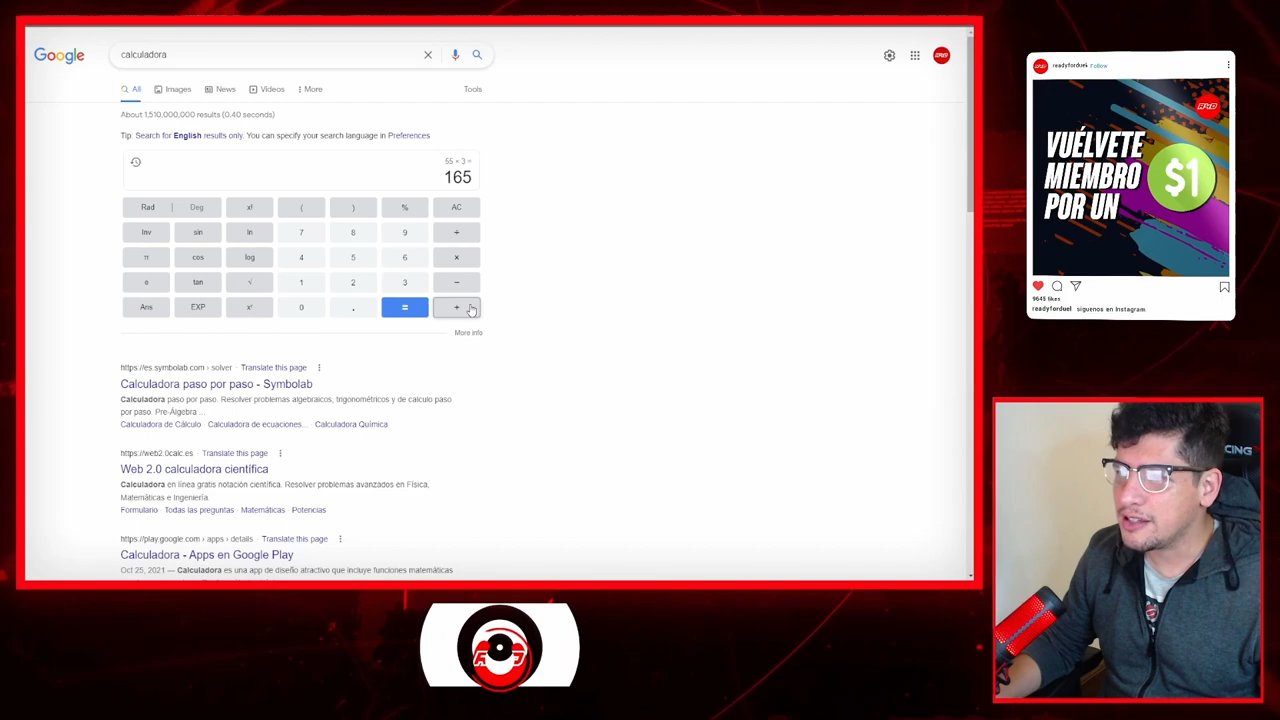 Google
calculadora
All Images News Videos More Tools
About 1,510,000,000 results (0.40 seconds)
Tip: Search for English results only. You can specify your search language in Preferences
55 × 3 =
165
Rad Deg x! ( ) % AC
Inv sin ln 7 8 9 ÷
π cos log 4 5 6 ×
e tan √ 1 2 3 −
Ans EXP xʸ 0 . = +
More info
https://es.symbolab.com › solver · Translate this page
Calculadora paso por paso - Symbolab
Calculadora paso por paso. Resolver problemas algebraicos, trigonométricos y de calculo
por paso. Pre-Álgebra ...
Calculadora de Cálculo · Calculadora de ecuaciones... · Calculadora Química
https://web2.0calc.es · Translate this page
Web 2.0 calculadora científica
Calculadora en línea gratis notación científica. Resolver problemas avanzados en Física,
Matemáticas e Ingeniería.
Formulario · Todas las preguntas · Matemáticas · Potencias
https://play.google.com › apps › details · Translate this page
Calculadora - Apps en Google Play
Oct 25, 2021 — Calculadora es una app de diseño atractivo que incluye funciones matemáticas
readyforduel Follow
R4D
VUÉLVETE
MIEMBRO
POR UN
$1
9645 likes
readyforduel siguenos en Instagram
CING
R4D